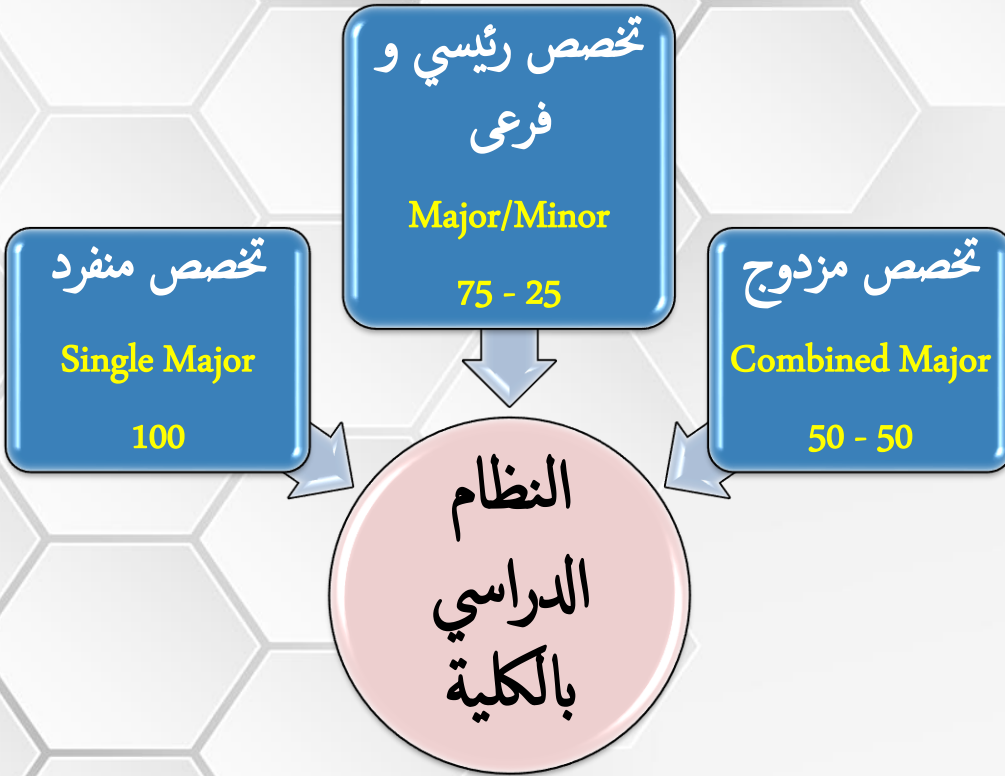 تخصص رئيسي و
فرعى
Major/Minor
75 - 25
تخصص منفرد
Single Major
100
تخصص مزدوج
Combined Major
50 - 50
النظام
الدراسي
بالكلية